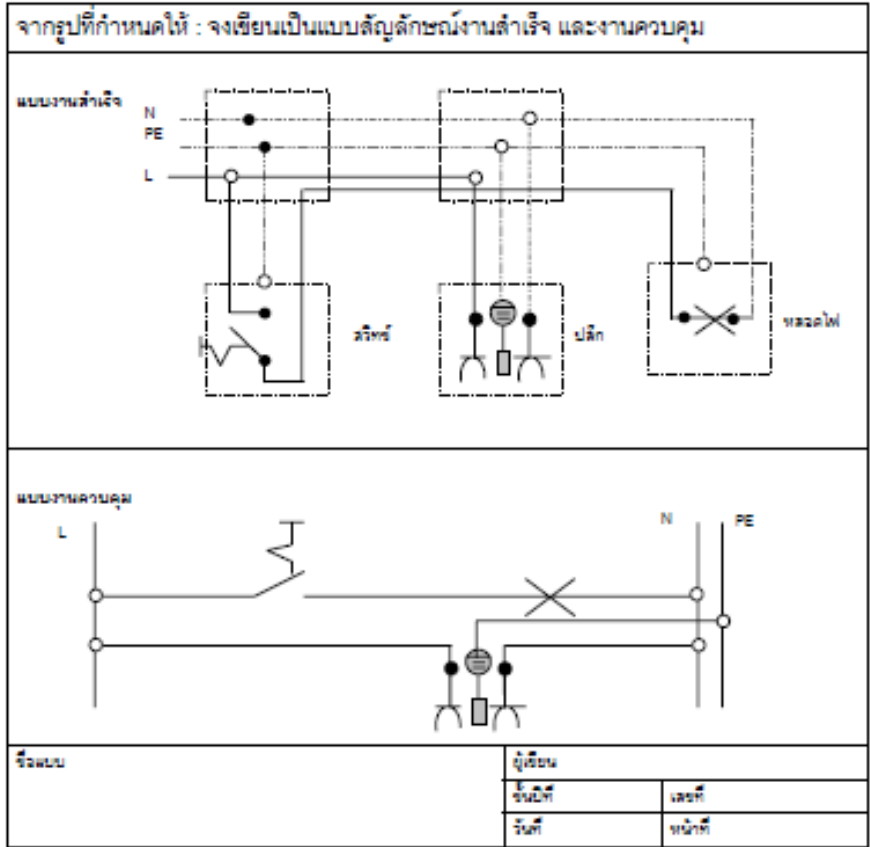 จากรูปที่กำหนดให้ : จงเขียนเป็นแบบสัญลักษณ์งานสำเร็จ และงานควบคุม
แบบงานสำเร็จ
N
PE
L
สวิทช์
ปลั๊ก
หลอดไฟ
แบบงานควบคุม
L
N
PE
ชื่อแบบ
ผู้เขียน
ชั้นปีที่
เลขที่
วันที่
หน้าที่